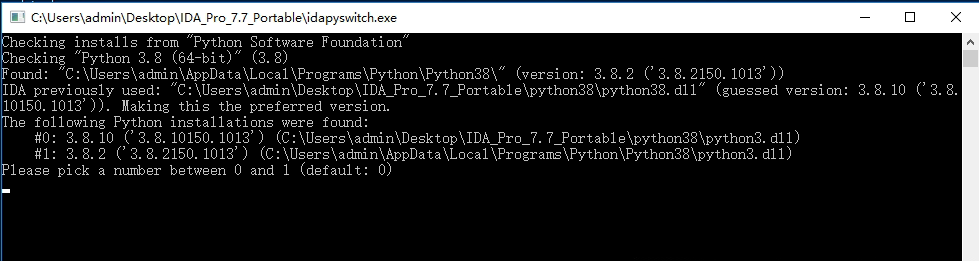 C:\Users\admin\Desktop\IDA_Pro_7.7_Portable\idapyswitch.exe
Checking installs from "Python Software Foundation"
Checking "Python 3.8 (64-bit)" (3.8)
Found: "C:\Users\admin\AppData\Local\Programs\Python\Python38\" (version: 3.8.2 ('3.8.2150.1013'))
IDA previously used: "C:\Users\admin\Desktop\IDA_Pro_7.7_Portable\python38\python38.dll" (guessed version: 3.8.10 ('3.8.
10150.1013')). Making this the preferred version.
The following Python installations were found:
    #0: 3.8.10 ('3.8.10150.1013') (C:\Users\admin\Desktop\IDA_Pro_7.7_Portable\python38\python3.dll)
    #1: 3.8.2 ('3.8.2150.1013') (C:\Users\admin\AppData\Local\Programs\Python\Python38\python3.dll)
Please pick a number between 0 and 1 (default: 0)